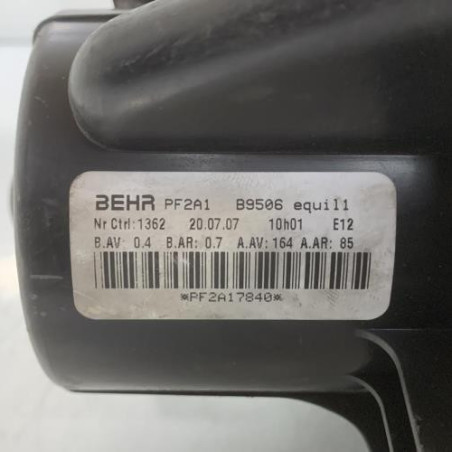 BEHR PF2A1 B9506 equil1
Nr Ctrl:1362 20.07.07 10h01 E12
B.AV: 0.4 B.AR: 0.7 A.AV: 164 A.AR: 85
*PF2A17840*